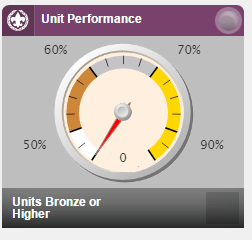 Unit Performance
60% 70%
50% 90%
0
Units Bronze or
Higher